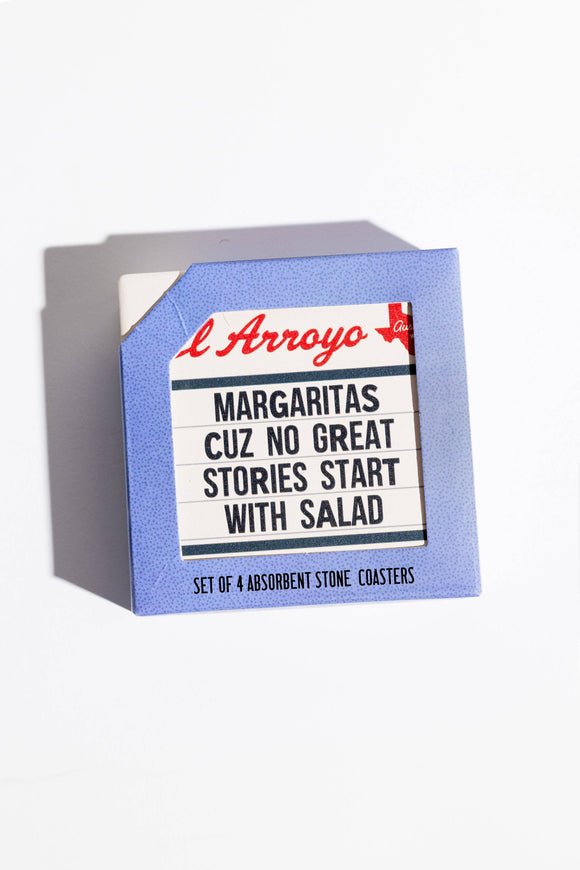 l Arroyo
MARGARITAS
CUZ NO GREAT
STORIES START
WITH SALAD
SET OF 4 ABSORBENT STONE COASTERS